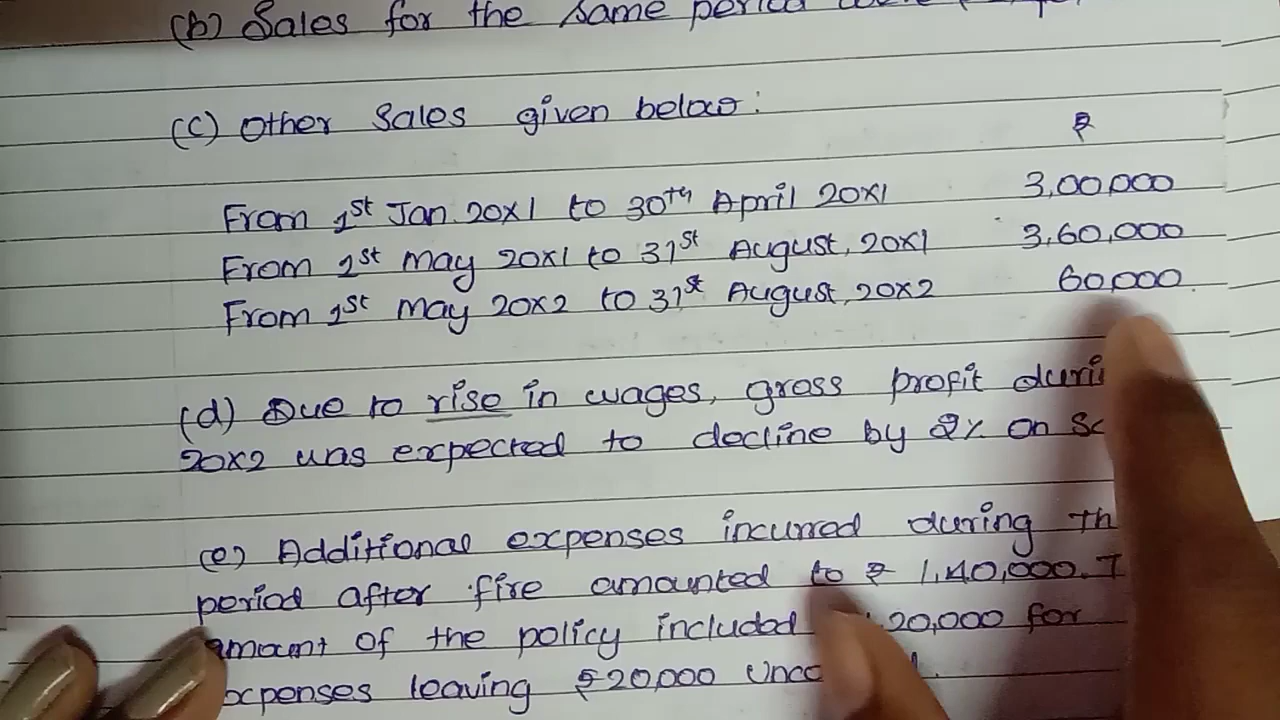 (b) Sales for the same period
(c) Other Sales given below:
₹
From 1st Jan. 20x1 to 30th April 20x1 3,00,000
From 1st may 20x1 to 31st August, 20x1 3,60,000
From 1st may 20x2 to 31st August, 20x2 60,000.
(d) Due to rise in wages, gross profit duri
20x2 was expected to decline by 2% on
(e) Additional expenses incurred during Th
period after fire amounted to ₹ 1,40,000.
amount of the policy included 20,000 for
xpenses leaving ₹20,000